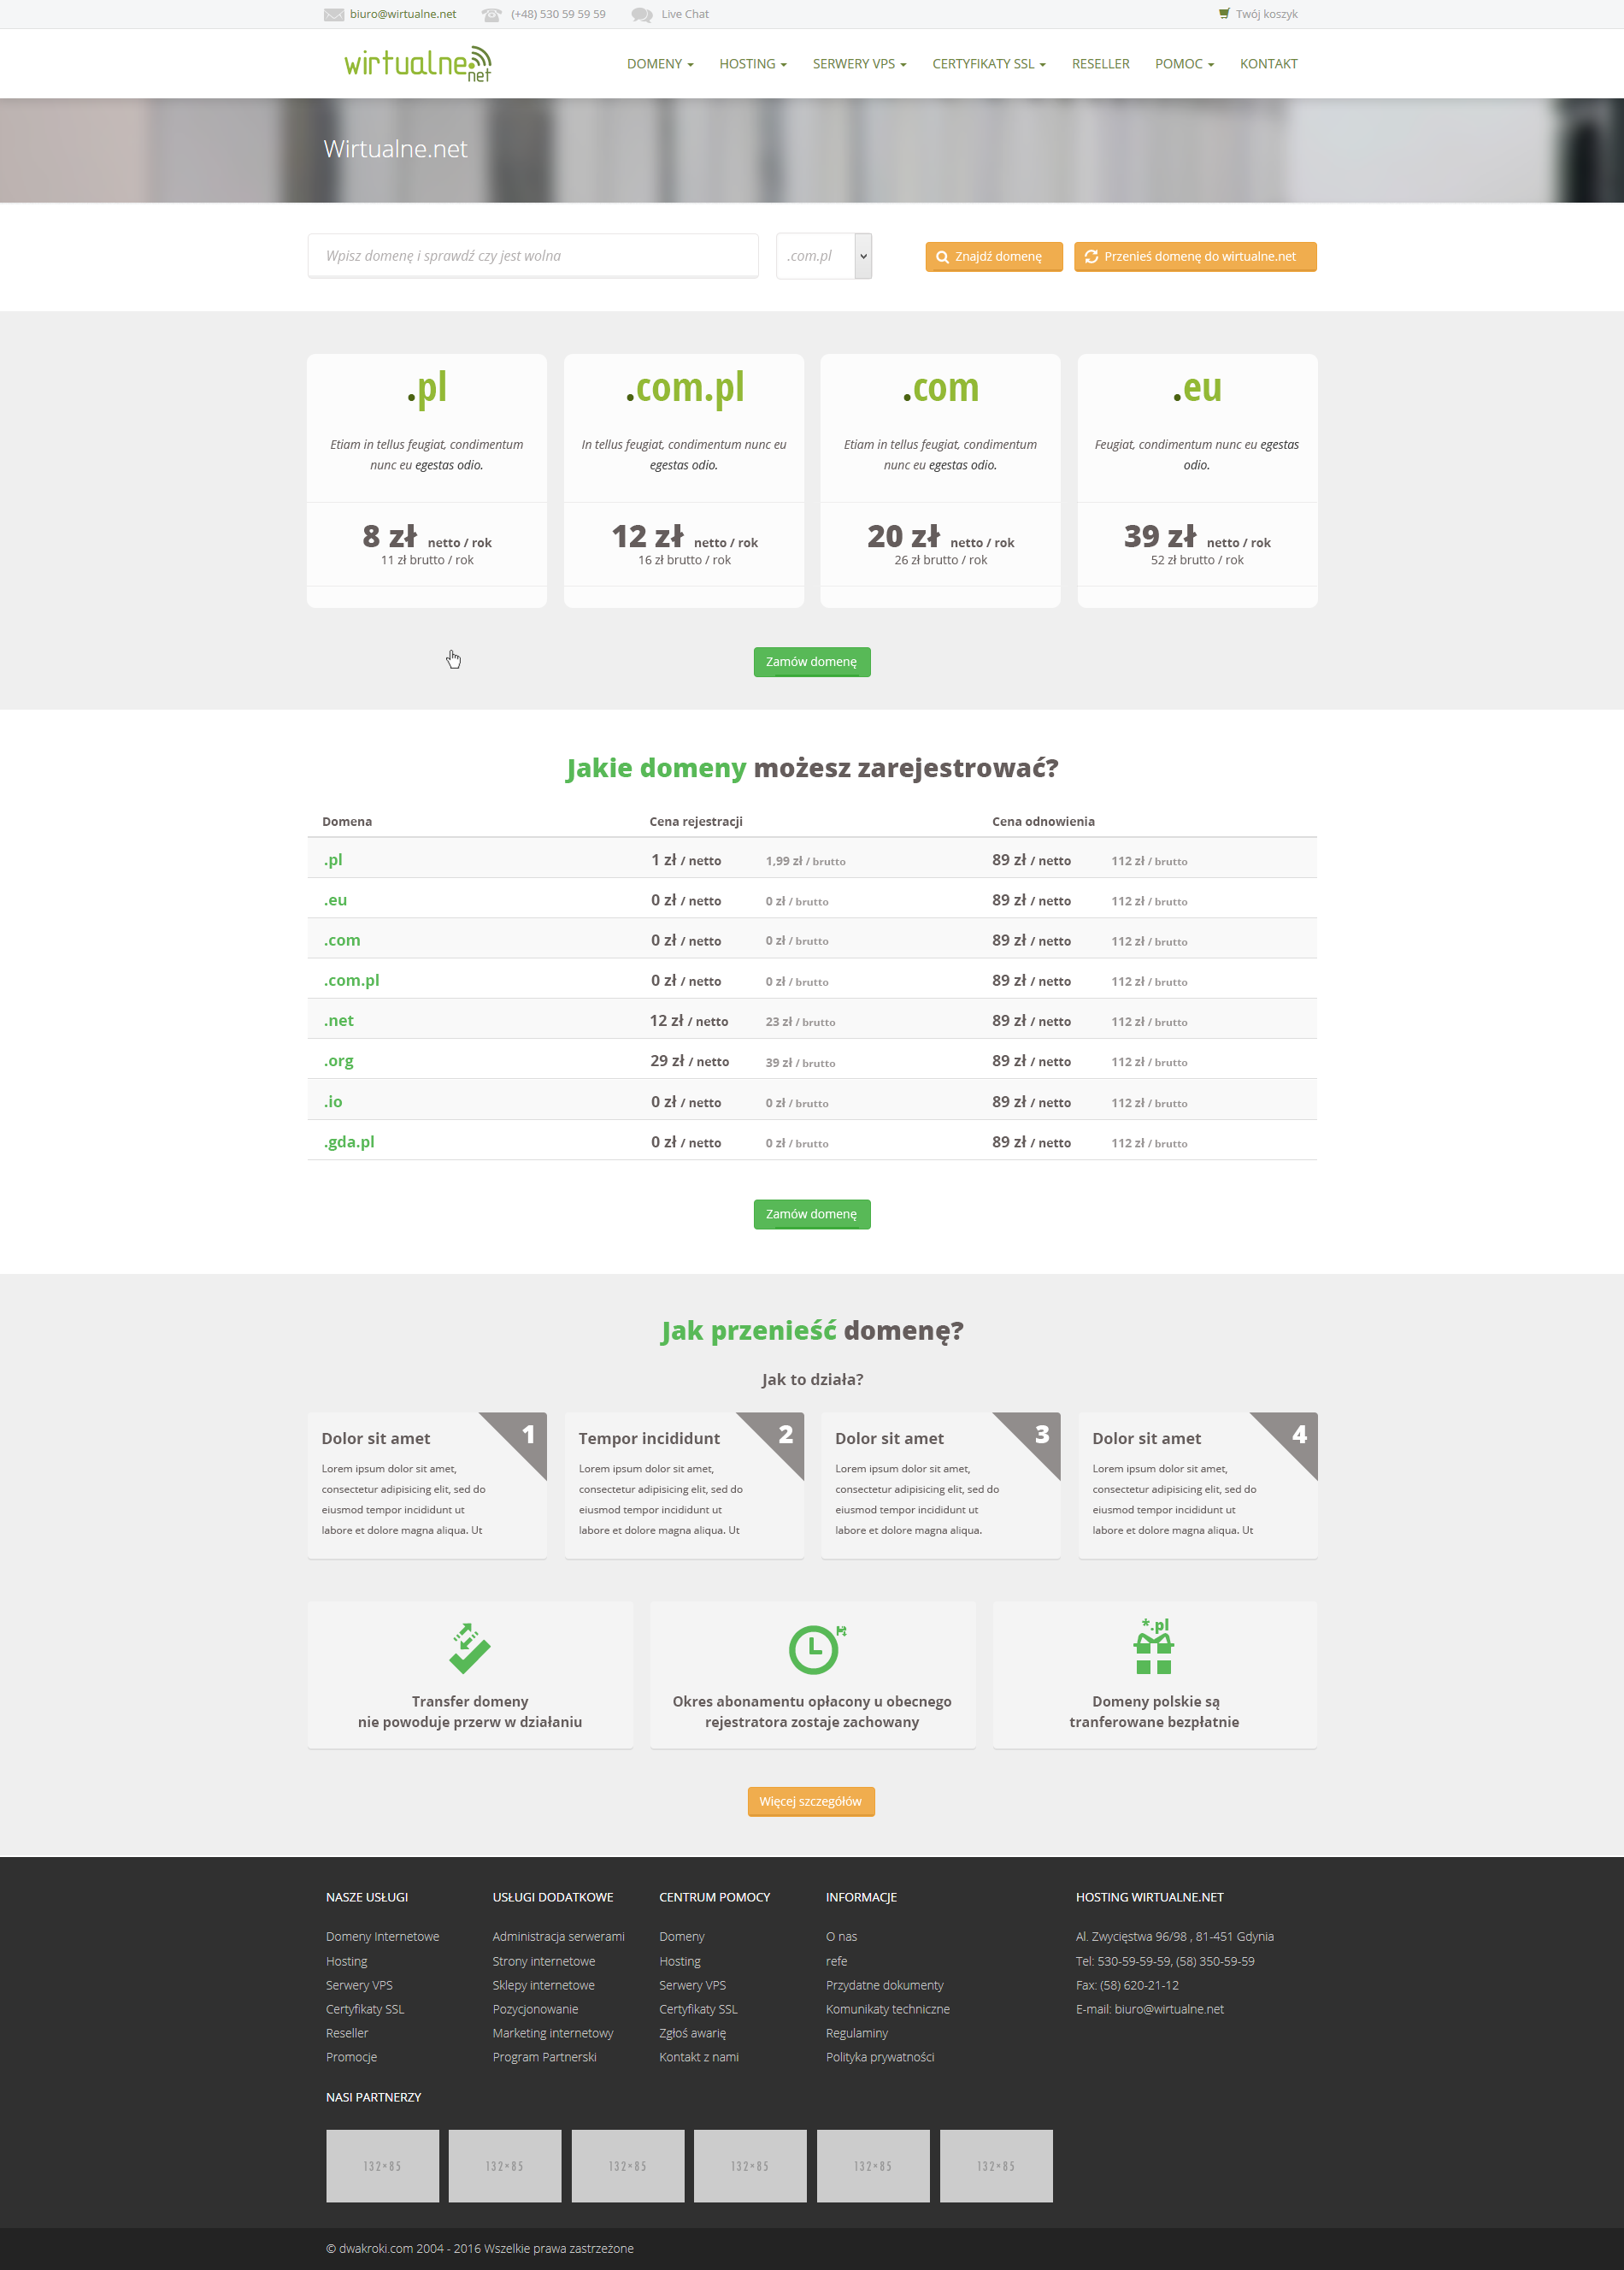 biuro@wirtualne.net (+48) 530 59 59 59 Live Chat Twój koszyk
wirtualne.net
DOMENY HOSTING SERWERY VPS CERTYFIKATY SSL RESELLER POMOC KONTAKT
Wirtualne.net
Wpisz domenę i sprawdź czy jest wolna .com.pl Znajdź domenę Przenieś domenę do wirtualne.net
.pl
Etiam in tellus feugiat, condimentum
nunc eu egestas odio.
8 zł netto / rok
11 zł brutto / rok
.com.pl
In tellus feugiat, condimentum nunc eu
egestas odio.
12 zł netto / rok
16 zł brutto / rok
.com
Etiam in tellus feugiat, condimentum
nunc eu egestas odio.
20 zł netto / rok
26 zł brutto / rok
.eu
Feugiat, condimentum nunc eu egestas
odio.
39 zł netto / rok
52 zł brutto / rok
Zamów domenę
Jakie domeny możesz zarejestrować?
Domena Cena rejestracji Cena odnowienia
.pl 1 zł / netto 1,99 zł / brutto 89 zł / netto 112 zł / brutto
.eu 0 zł / netto 0 zł / brutto 89 zł / netto 112 zł / brutto
.com 0 zł / netto 0 zł / brutto 89 zł / netto 112 zł / brutto
.com.pl 0 zł / netto 0 zł / brutto 89 zł / netto 112 zł / brutto
.net 12 zł / netto 23 zł / brutto 89 zł / netto 112 zł / brutto
.org 29 zł / netto 39 zł / brutto 89 zł / netto 112 zł / brutto
.io 0 zł / netto 0 zł / brutto 89 zł / netto 112 zł / brutto
.gda.pl 0 zł / netto 0 zł / brutto 89 zł / netto 112 zł / brutto
Zamów domenę
Jak przenieść domenę?
Jak to działa?
Dolor sit amet 1
Lorem ipsum dolor sit amet,
consectetur adipisicing elit, sed do
eiusmod tempor incididunt ut
labore et dolore magna aliqua. Ut
Tempor incididunt 2
Lorem ipsum dolor sit amet,
consectetur adipisicing elit, sed do
eiusmod tempor incididunt ut
labore et dolore magna aliqua. Ut
Dolor sit amet 3
Lorem ipsum dolor sit amet,
consectetur adipisicing elit, sed do
eiusmod tempor incididunt ut
labore et dolore magna aliqua.
Dolor sit amet 4
Lorem ipsum dolor sit amet,
consectetur adipisicing elit, sed do
eiusmod tempor incididunt ut
labore et dolore magna aliqua. Ut
Transfer domeny
nie powoduje przerw w działaniu
Okres abonamentu opłacony u obecnego
rejestratora zostaje zachowany
*.pl
Domeny polskie są
tranferowane bezpłatnie
Więcej szczegółów
NASZE USŁUGI
Domeny Internetowe
Hosting
Serwery VPS
Certyfikaty SSL
Reseller
Promocje
USŁUGI DODATKOWE
Administracja serwerami
Strony internetowe
Sklepy internetowe
Pozycjonowanie
Marketing internetowy
Program Partnerski
CENTRUM POMOCY
Domeny
Hosting
Serwery VPS
Certyfikaty SSL
Zgłoś awarię
Kontakt z nami
INFORMACJE
O nas
refe
Przydatne dokumenty
Komunikaty techniczne
Regulaminy
Polityka prywatności
HOSTING WIRTUALNE.NET
Al. Zwycięstwa 96/98 , 81-451 Gdynia
Tel: 530-59-59-59, (58) 350-59-59
Fax: (58) 620-21-12
E-mail: biuro@wirtualne.net
NASI PARTNERZY
132×85 132×85 132×85 132×85 132×85 132×85
© dwakroki.com 2004 - 2016 Wszelkie prawa zastrzeżone